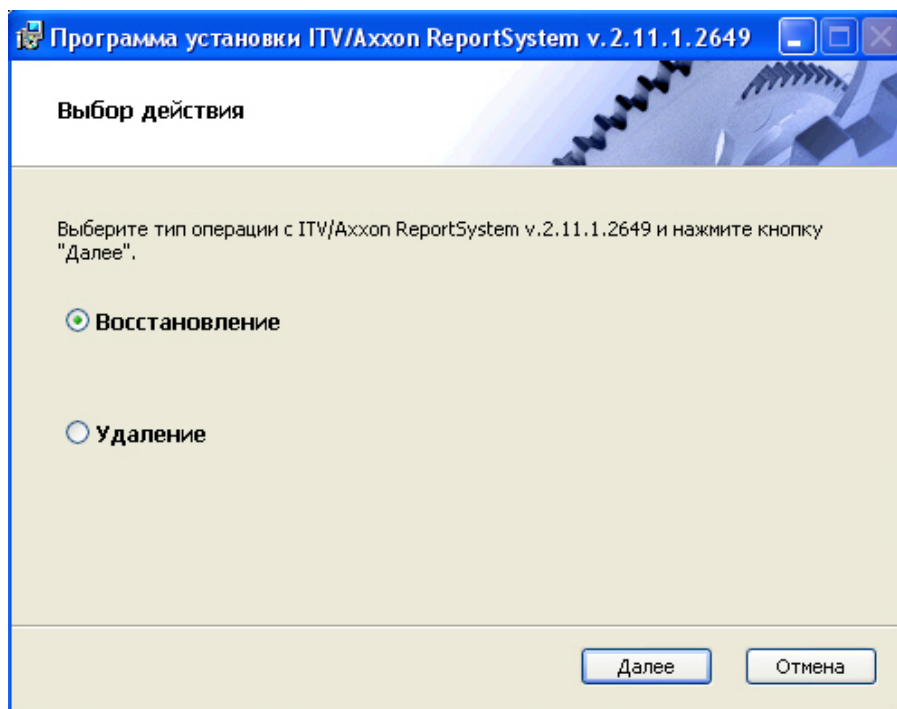 Программа установки ITV/Axxon ReportSystem v.2.11.1.2649
Выбор действия
Выберите тип операции с ITV/Axxon ReportSystem v.2.11.1.2649 и нажмите кнопку
"Далее".
Восстановление
Удаление
Далее
Отмена